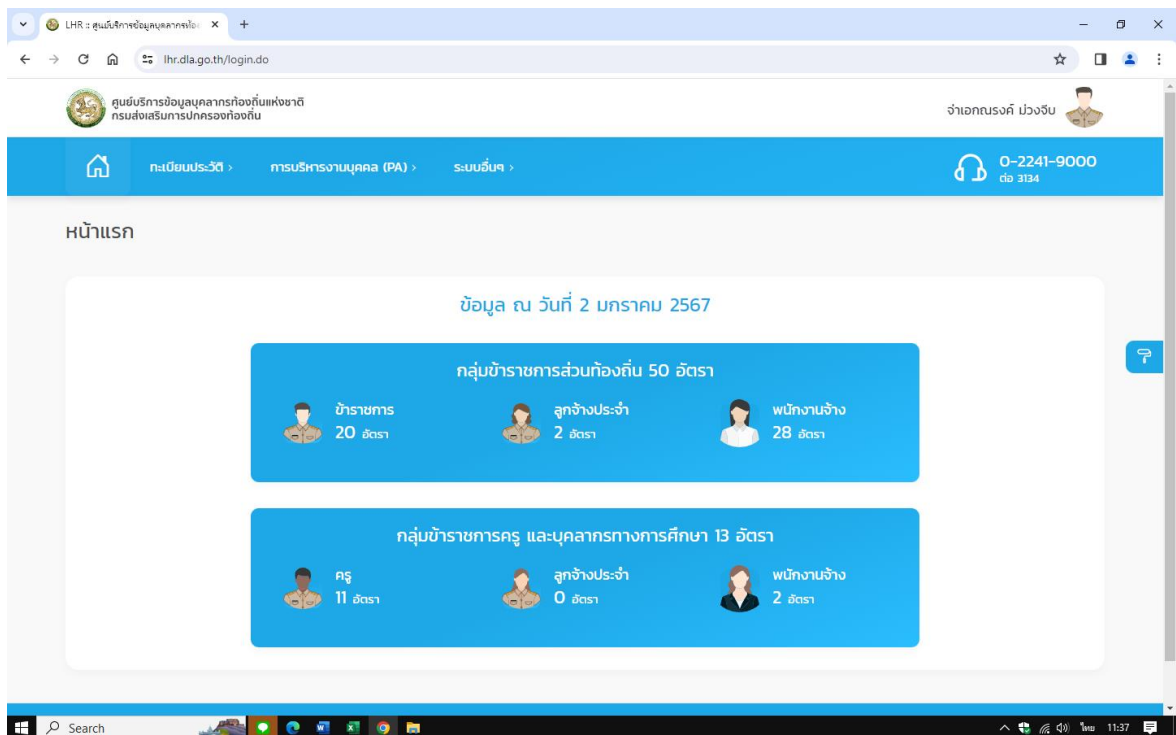 LHR :: ศูนย์บริการข้อมูลบุคลากรท้อง
lhr.dla.go.th/login.do
ศูนย์บริการข้อมูลบุคลากรท้องถิ่นแห่งชาติ
กรมส่งเสริมการปกครองท้องถิ่น
จ่าเอกณรงค์ ม่วงจีบ
ทะเบียนประวัติ ›
การบริหารงานบุคคล (PA) ›
ระบบอื่นๆ ›
0-2241-9000
ต่อ 3134
หน้าแรก
ข้อมูล ณ วันที่ 2 มกราคม 2567
กลุ่มข้าราชการส่วนท้องถิ่น 50 อัตรา
ข้าราชการ
20 อัตรา
ลูกจ้างประจำ
2 อัตรา
พนักงานจ้าง
28 อัตรา
กลุ่มข้าราชการครู และบุคลากรทางการศึกษา 13 อัตรา
ครู
11 อัตรา
ลูกจ้างประจำ
0 อัตรา
พนักงานจ้าง
2 อัตรา
Search
ไทย
11:37